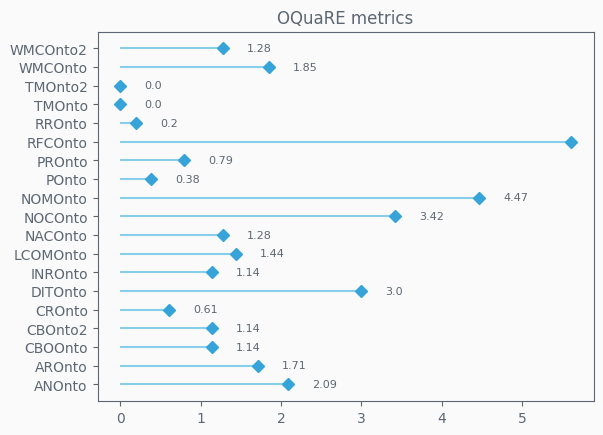 OQuaRE metrics
WMCOnto2 1.28
WMCOnto 1.85
TMOnto2 0.0
TMOnto 0.0
RROnto 0.2
RFCOnto
PROnto 0.79
POnto 0.38
NOMOnto 4.47
NOCOnto 3.42
NACOnto 1.28
LCOMOnto 1.44
INROnto 1.14
DITOnto 3.0
CROnto 0.61
CBOnto2 1.14
CBOOnto 1.14
AROnto 1.71
ANOnto 2.09
0 1 2 3 4 5